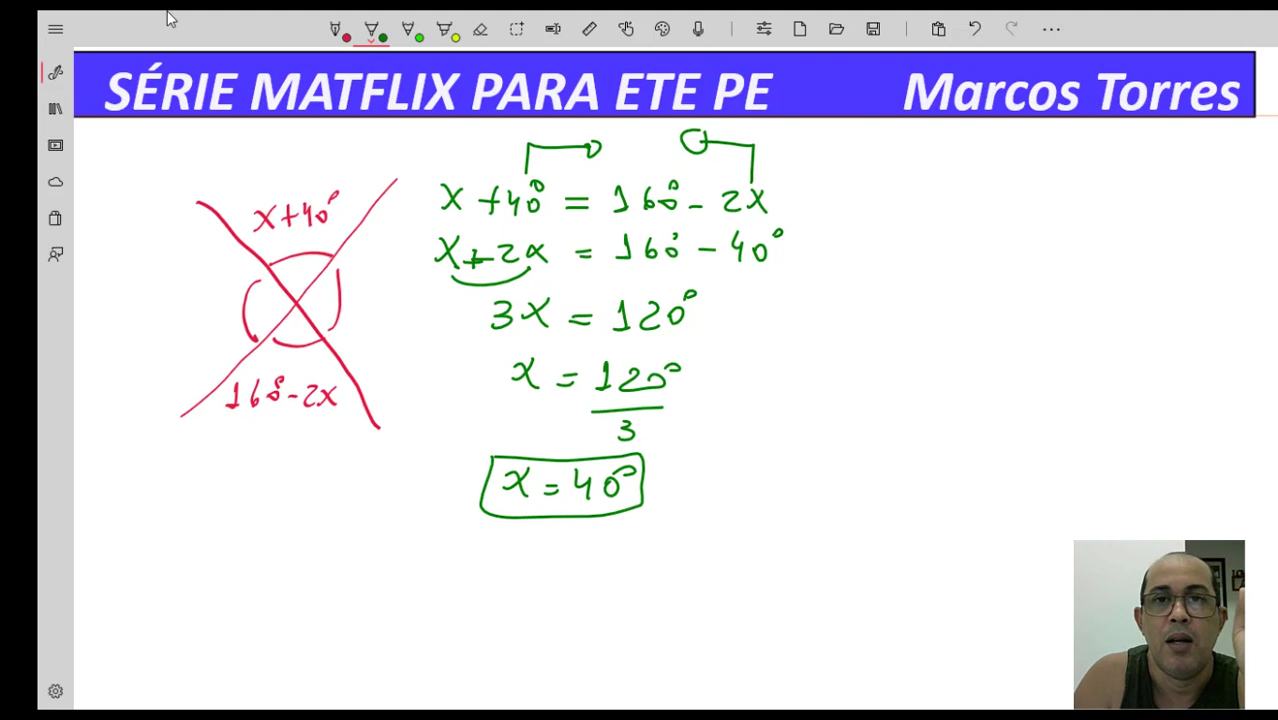 SÉRIE MATFLIX PARA ETE PE Marcos Torres
x+40°
160°-2x
x+40° = 160°-2x
x+2x = 160°-40°
3x = 120°
x = 120°
3
x = 40°